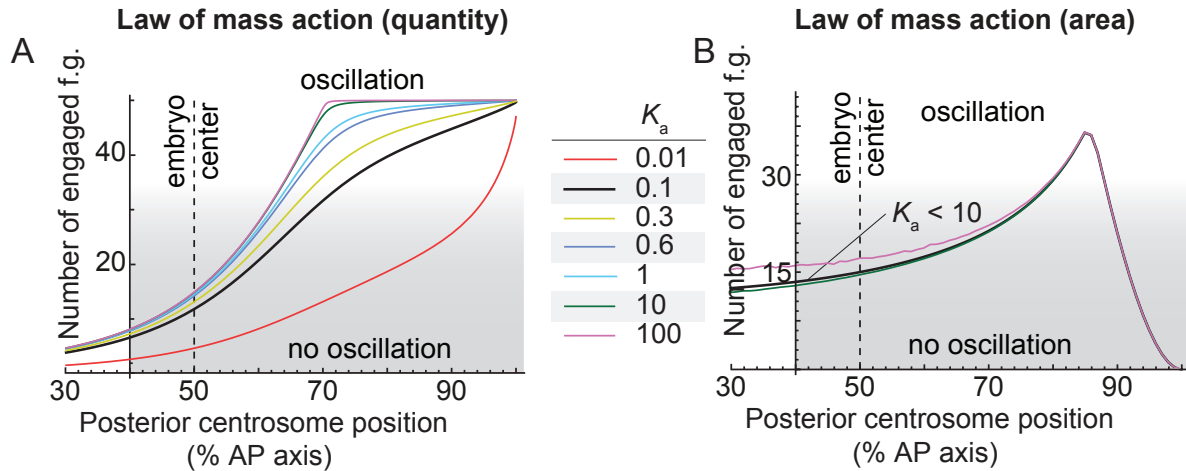 Law of mass action (quantity)
A
Number of engaged f.g.
40
20
embryo
center
oscillation
no oscillation
30
50
70
90
Posterior centrosome position
(% AP axis)
Ka
0.01
0.1
0.3
0.6
1
10
100
Law of mass action (area)
B
Number of engaged f.g.
30
15
embryo
center
oscillation
Ka < 10
no oscillation
30
50
70
90
Posterior centrosome position
(% AP axis)